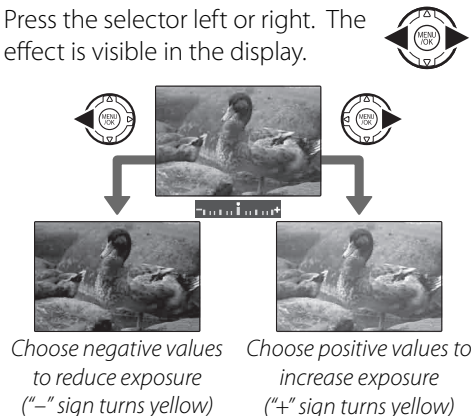 Press the selector left or right. The
effect is visible in the display.
MENU
/OK
MENU
/OK
MENU
/OK
– +
Choose negative values
to reduce exposure
(“–” sign turns yellow)
Choose positive values to
increase exposure
(“+” sign turns yellow)